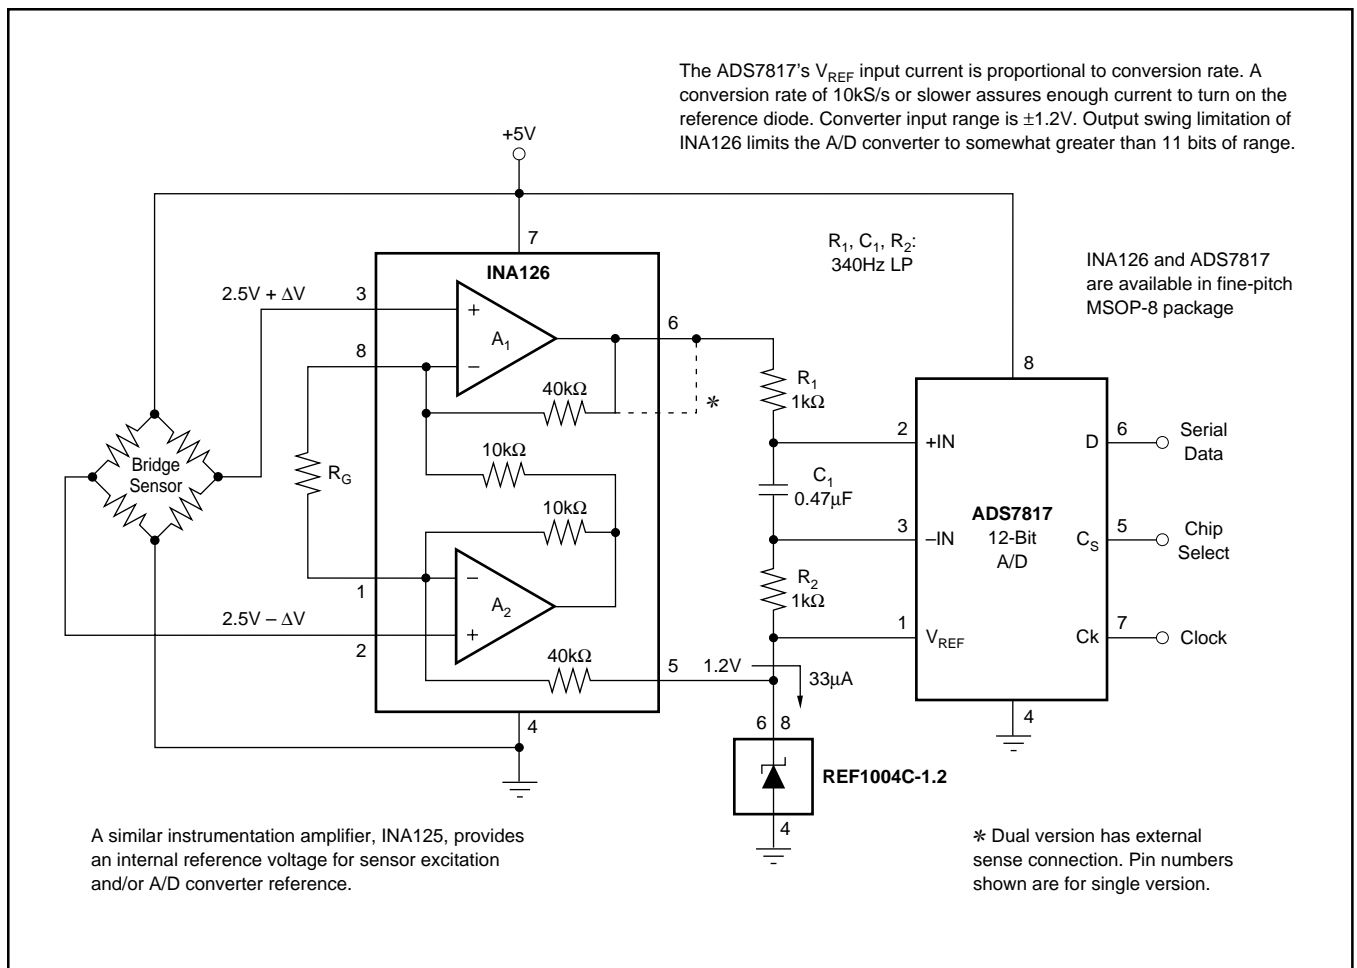 The ADS7817's VREF input current is proportional to conversion rate. A
conversion rate of 10kS/s or slower assures enough current to turn on the
reference diode. Converter input range is ±1.2V. Output swing limitation of
INA126 limits the A/D converter to somewhat greater than 11 bits of range.
+5V
7
R1, C1, R2:
340Hz LP
INA126 and ADS7817
are available in fine-pitch
MSOP-8 package
INA126
2.5V + ΔV
3
+
A1
–
8
6
40kΩ
*
10kΩ
RG
10kΩ
Bridge
Sensor
–
A2
+
1
2.5V – ΔV
2
40kΩ
5
4
R1
1kΩ
C1
0.47μF
R2
1kΩ
1.2V
33μA
8
2
+IN
D
6
Serial
Data
3
–IN
ADS7817
12-Bit
A/D
CS
5
Chip
Select
1
VREF
Ck
7
Clock
4
6
8
REF1004C-1.2
4
A similar instrumentation amplifier, INA125, provides
an internal reference voltage for sensor excitation
and/or A/D converter reference.
* Dual version has external
sense connection. Pin numbers
shown are for single version.